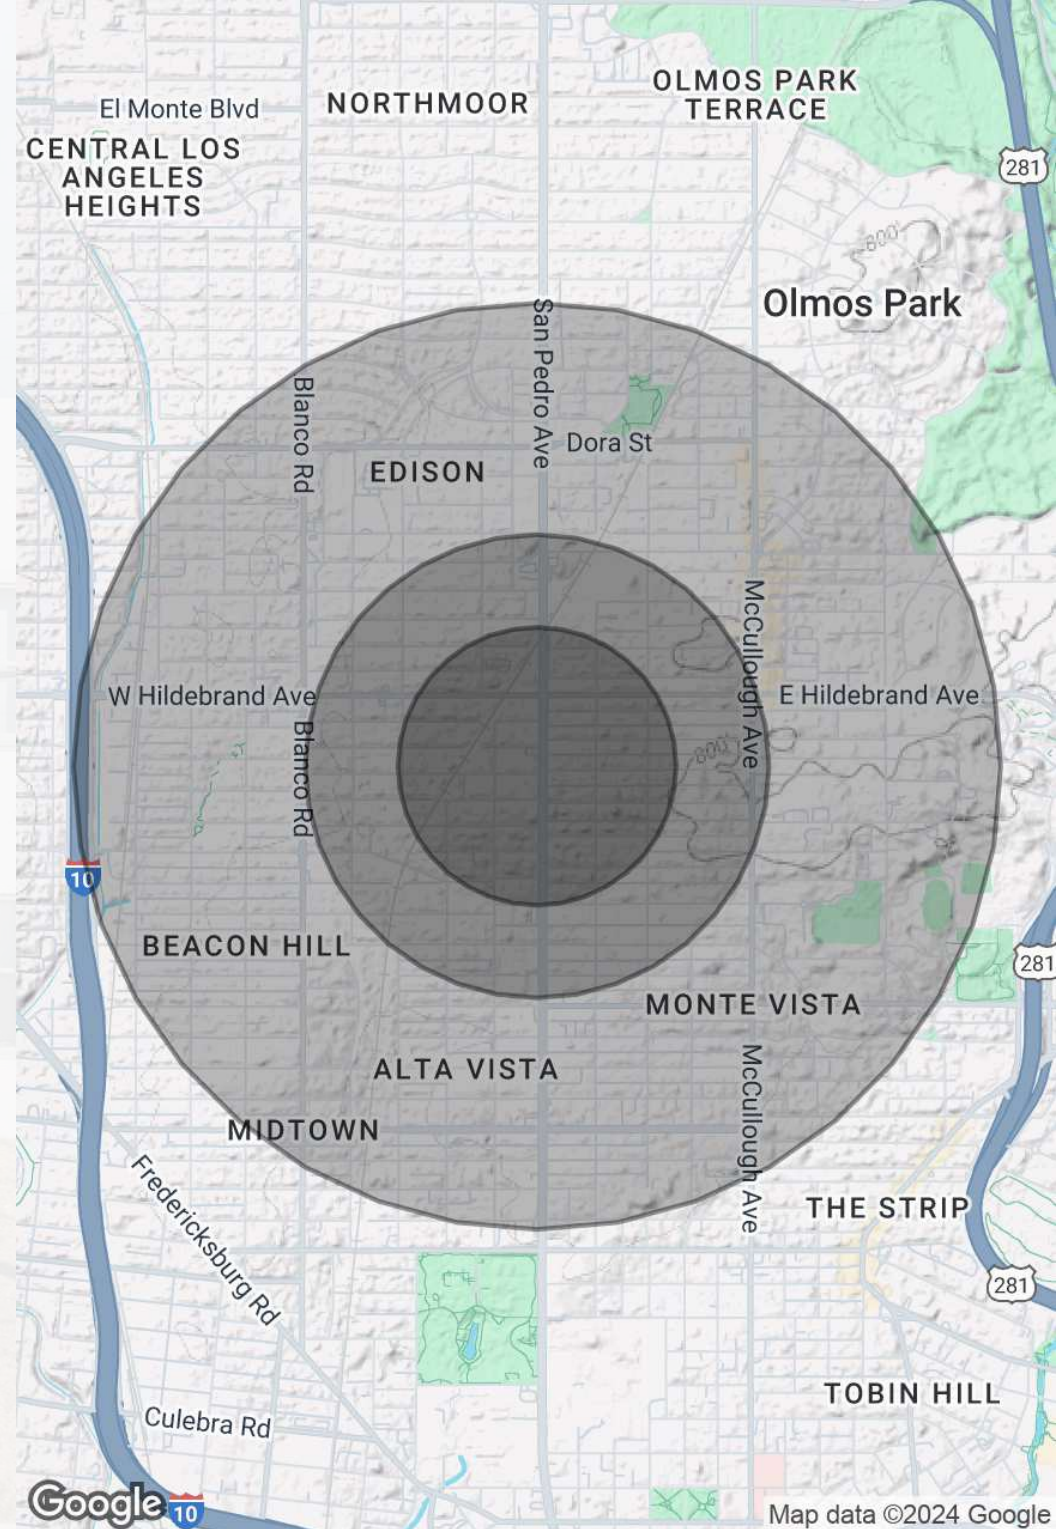 OLMOS PARK
TERRACE
NORTHMOOR
El Monte Blvd
CENTRAL LOS
ANGELES
HEIGHTS
281
800'
Olmos Park
San Pedro Ave
Blanco Rd
Dora St
EDISON
McCullough Ave
W Hildebrand Ave
E Hildebrand Ave
Blanco Rd
800'
10
BEACON HILL
281
MONTE VISTA
ALTA VISTA
McCullough Ave
MIDTOWN
Fredericksburg Rd
THE STRIP
281
TOBIN HILL
Culebra Rd
Google
10
Map data ©2024 Google